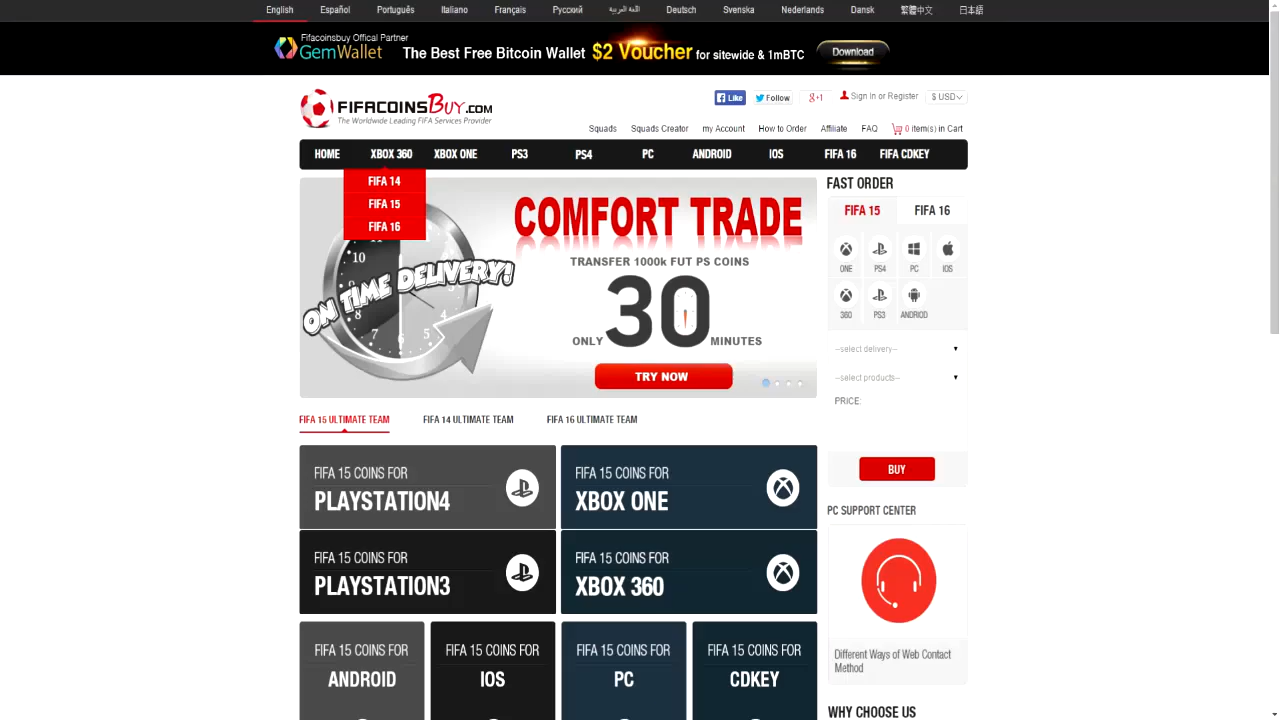 English Español Português Italiano Français Русский اللغة العربية Deutsch Svenska Nederlands Dansk 繁體中文 日本語
Fifacoinsbuy Offical Partner
GemWallet
The Best Free Bitcoin Wallet $2 Voucher for sitewide & 1mBTC
Download
FIFACOINSBUY.COM
The Worldwide Leading FIFA Services Provider
Like Follow +1 Sign In or Register $ USD
Squads Squads Creator my Account How to Order Affiliate FAQ 0 item(s) in Cart
HOME XBOX 360 XBOX ONE PS3 PS4 PC ANDROID IOS FIFA 16 FIFA CDKEY
FIFA 14
FIFA 15
FIFA 16
ON TIME DELIVERY!
11
10
8
7
6
5
4
COMFORT TRADE
TRANSFER 1000k FUT PS COINS
ONLY 30 MINUTES
TRY NOW
FAST ORDER
FIFA 15 FIFA 16
ONE PS4 PC IOS
360 PS3 ANDROID
--select delivery--
--select products--
PRICE:
BUY
FIFA 15 ULTIMATE TEAM FIFA 14 ULTIMATE TEAM FIFA 16 ULTIMATE TEAM
FIFA 15 COINS FOR
PLAYSTATION4
FIFA 15 COINS FOR
XBOX ONE
FIFA 15 COINS FOR
PLAYSTATION3
FIFA 15 COINS FOR
XBOX 360
FIFA 15 COINS FOR
ANDROID
FIFA 15 COINS FOR
IOS
FIFA 15 COINS FOR
PC
FIFA 15 COINS FOR
CDKEY
PC SUPPORT CENTER
Different Ways of Web Contact
Method
WHY CHOOSE US